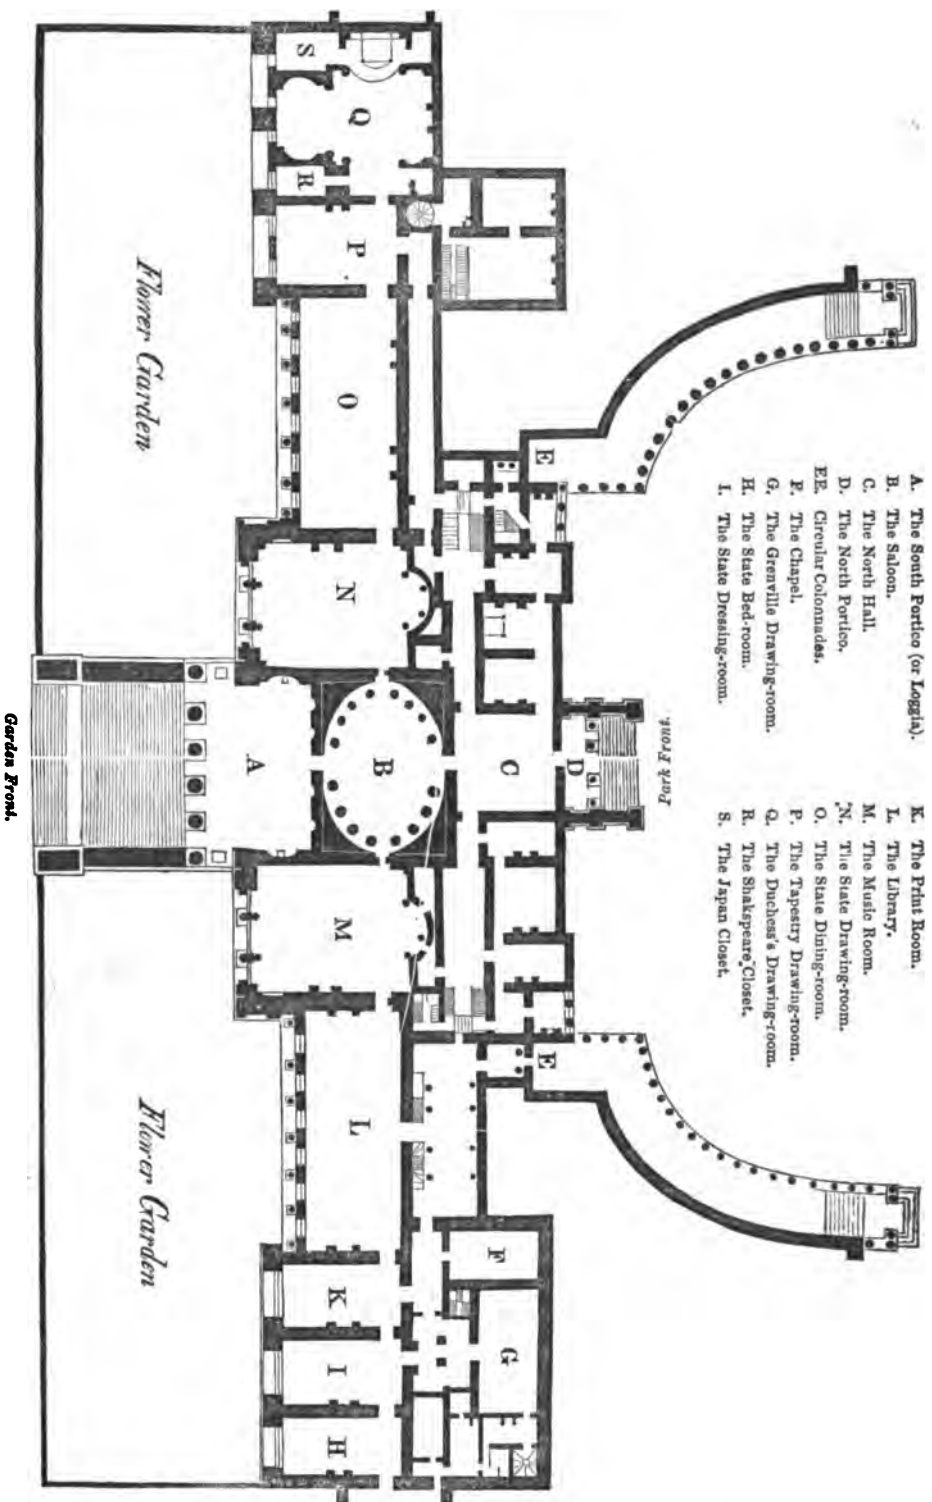 A. The South Portico (or Loggia).
B. The Saloon.
C. The North Hall.
D. The North Portico.
EE. Circular Colonnades.
F. The Chapel.
G. The Grenville Drawing-room.
H. The State Bed-room.
I. The State Dressing-room.
K. The Print Room.
L. The Library.
M. The Music Room.
N. The State Drawing-room.
O. The State Dining-room.
P. The Tapestry Drawing-room.
Q. The Duchess's Drawing-room.
R. The Shakspeare Closet.
S. The Japan Closet.
Park Front.
E
E
D
F
G
C
S
Q
R
P
O
N
B
M
L
K
I
H
A
Flower Garden
Flower Garden
Garden Front.